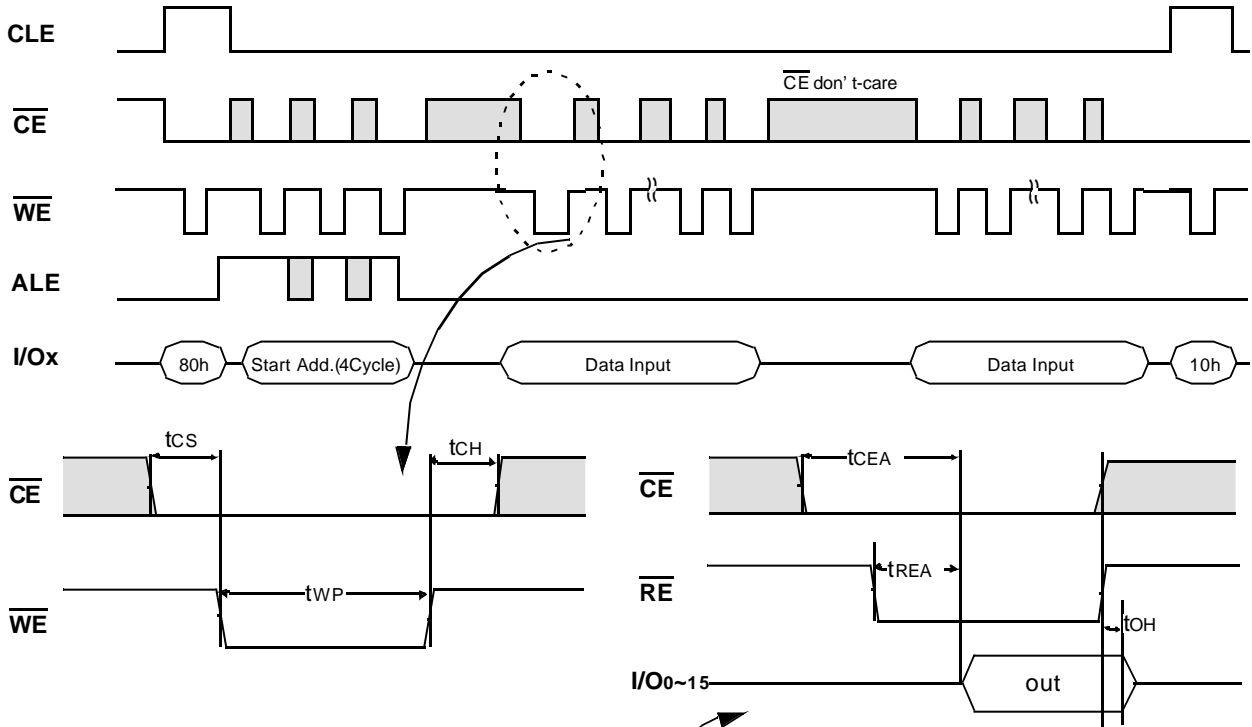 CLE
CE don' t-care
CE
WE
ALE
I/Ox 80h Start Add.(4Cycle) Data Input Data Input 10h
tCS tCH
CE
tWP
WE
tCEA
CE
tREA
RE
tOH
I/O0~15 out